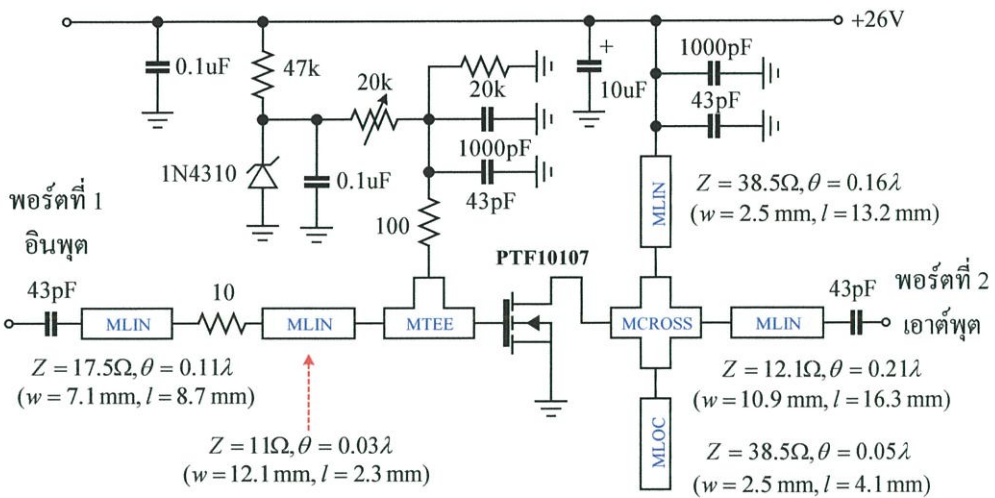 +26V
0.1uF
47k
20k
20k
+
10uF
1000pF
43pF
1N4310
0.1uF
1000pF
43pF
100
Z = 38.5Ω, θ = 0.16λ
(w = 2.5 mm, l = 13.2 mm)
MLIN
พอร์ตที่ 1
อินพุต
43pF
MLIN
10
MLIN
MTEE
PTF10107
MCROSS
MLIN
43pF
พอร์ตที่ 2
เอาต์พุต
Z = 17.5Ω, θ = 0.11λ
(w = 7.1 mm, l = 8.7 mm)
Z = 12.1Ω, θ = 0.21λ
(w = 10.9 mm, l = 16.3 mm)
Z = 11Ω, θ = 0.03λ
(w = 12.1 mm, l = 2.3 mm)
MLOC
Z = 38.5Ω, θ = 0.05λ
(w = 2.5 mm, l = 4.1 mm)